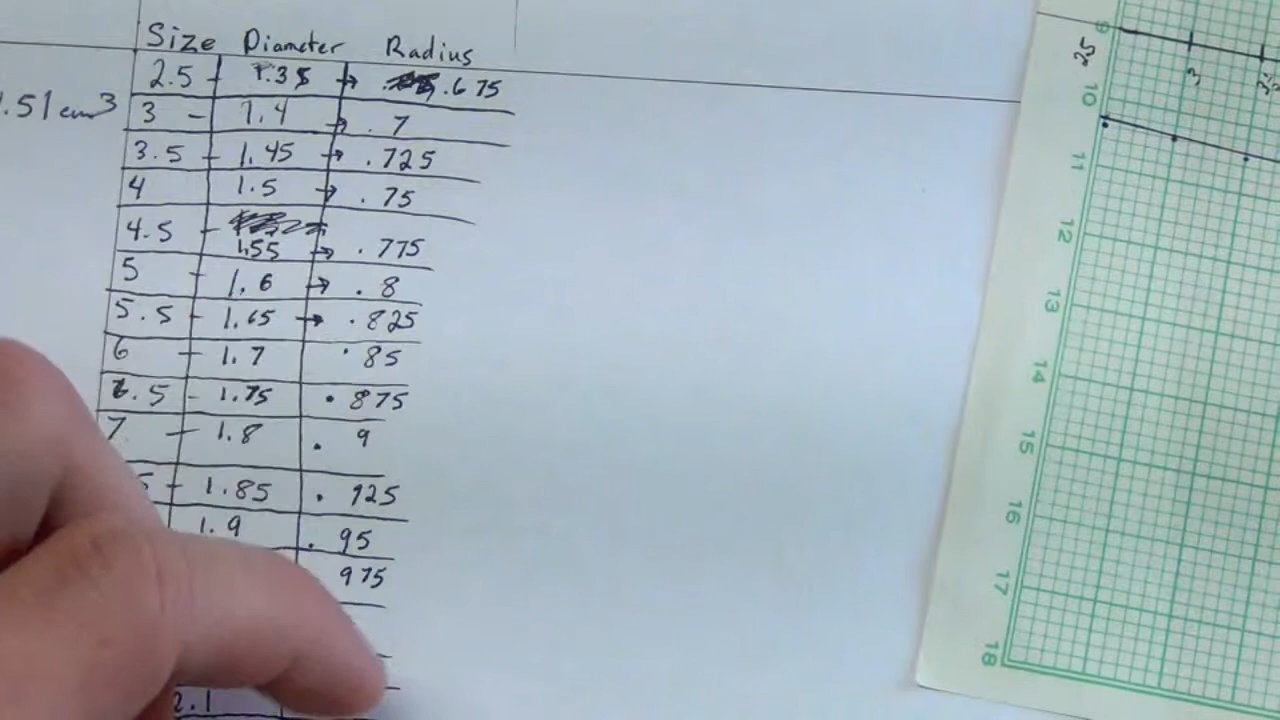 Size Diameter Radius
2.5 - 1.35 → .675
.51 cm³
3 - 1.4 → .7
3.5 - 1.45 → .725
4 1.5 → .75
4.5 - 1.55 → .775
5 - 1.6 → .8
5.5 - 1.65 → .825
6 - 1.7 .85
6.5 - 1.75 .875
7 - 1.8 .9
5 - 1.85 .925
1.9 .95
975
2.1
9
25
3
10
11
12
13
14
15
16
17
18